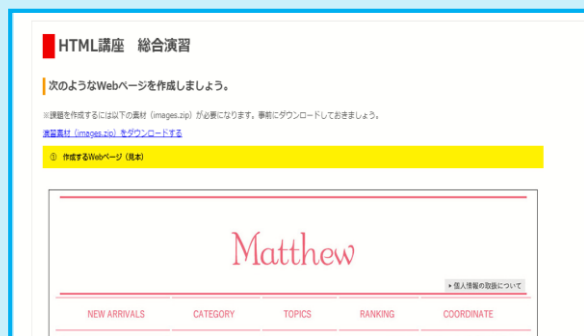 HTML講座　総合演習
次のようなWebページを作成しましょう。
※課題を作成するには以下の素材（images.zip）が必要になります。事前にダウンロードしておきましょう。
演習素材（images.zip）をダウンロードする
① 作成するWebページ（見本）
Matthew
▸ 個人情報の取扱について
NEW ARRIVALS CATEGORY TOPICS RANKING COORDINATE